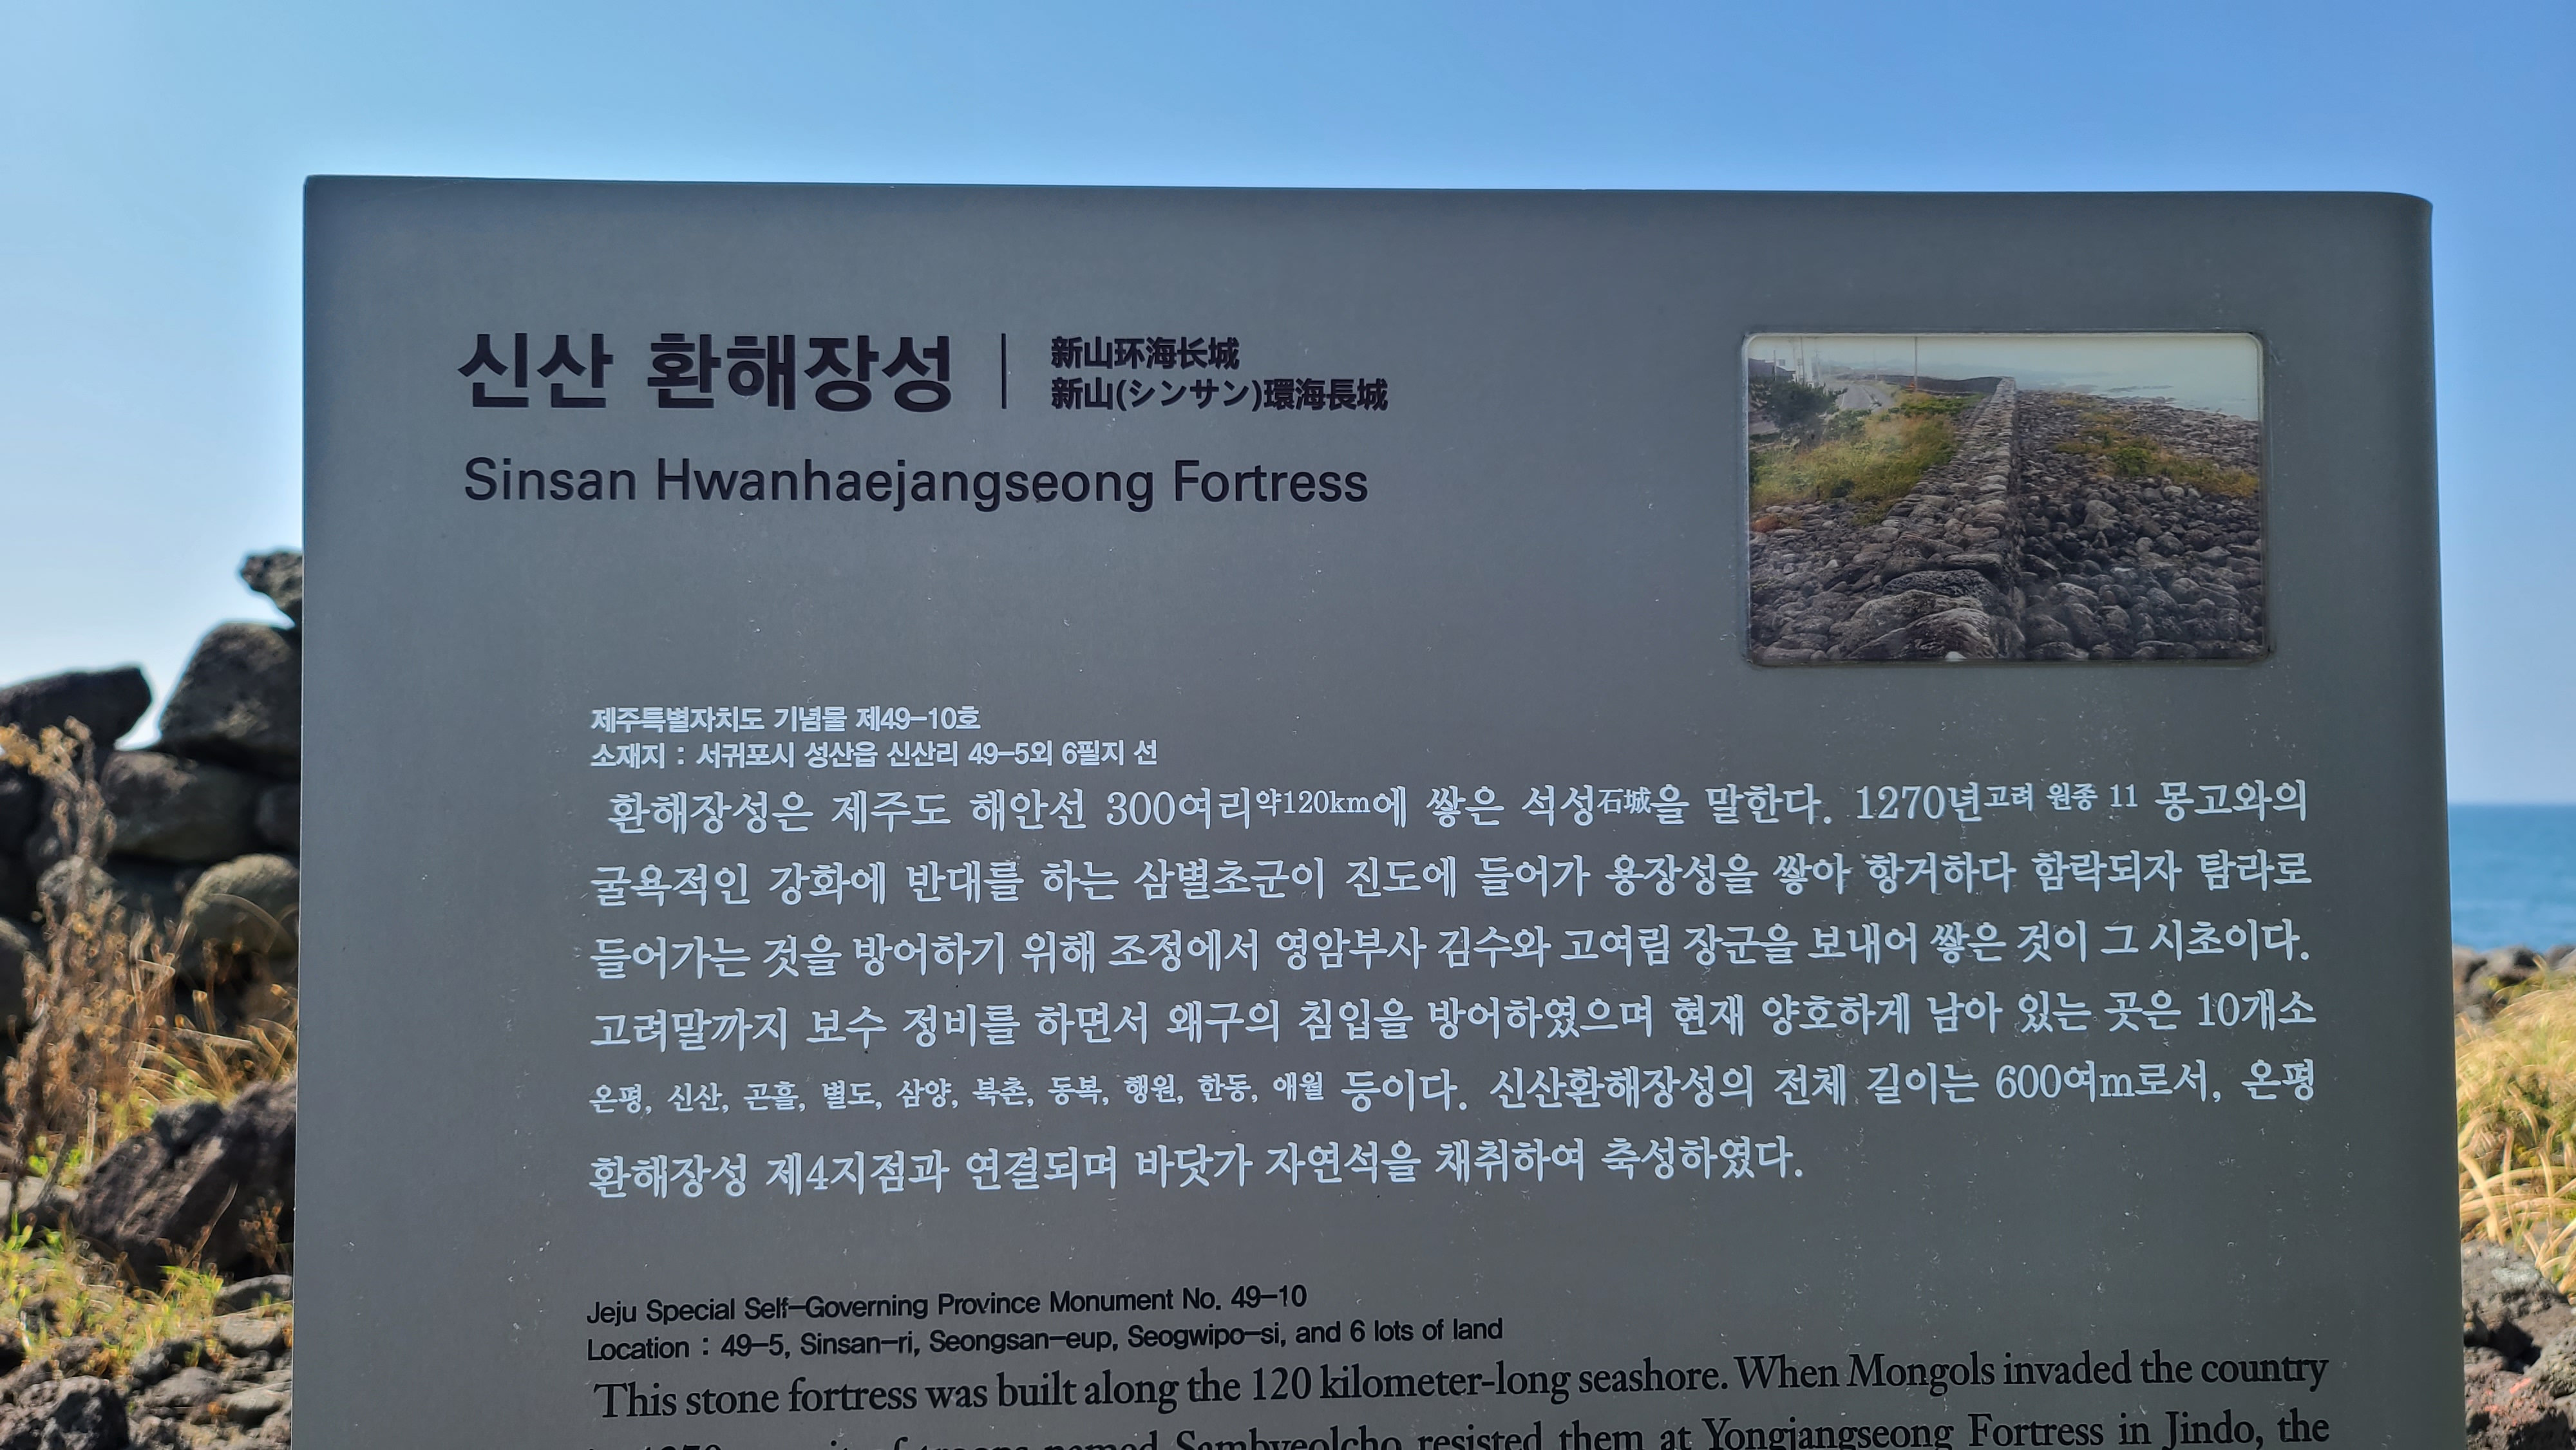 신산 환해장성
新山环海长城
新山(シンサン)環海長城
Sinsan Hwanhaejangseong Fortress
제주특별자치도 기념물 제49-10호
소재지 : 서귀포시 성산읍 신산리 49-5외 6필지 선
환해장성은 제주도 해안선 300여리약120km에 쌓은 석성石城을 말한다. 1270년고려 원종 11 몽고와의
굴욕적인 강화에 반대를 하는 삼별초군이 진도에 들어가 용장성을 쌓아 항거하다 함락되자 탐라로
들어가는 것을 방어하기 위해 조정에서 영암부사 김수와 고여림 장군을 보내어 쌓은 것이 그 시초이다.
고려말까지 보수 정비를 하면서 왜구의 침입을 방어하였으며 현재 양호하게 남아 있는 곳은 10개소
온평, 신산, 곤흘, 별도, 삼양, 북촌, 동복, 행원, 한동, 애월 등이다. 신산환해장성의 전체 길이는 600여m로서, 온평
환해장성 제4지점과 연결되며 바닷가 자연석을 채취하여 축성하였다.
Jeju Special Self-Governing Province Monument No. 49-10
Location : 49-5, Sinsan-ri, Seongsan-eup, Seogwipo-si, and 6 lots of land
This stone fortress was built along the 120 kilometer-long seashore. When Mongols invaded the country
named Sambyeolcho resisted them at Yongjangseong Fortress in Jindo, the